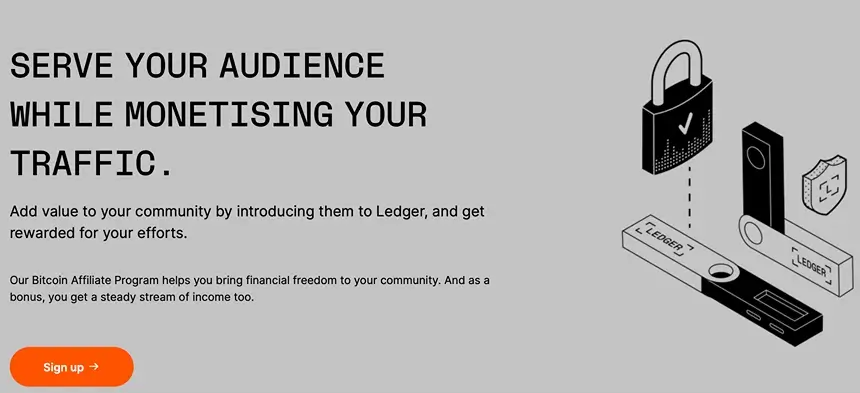 SERVE YOUR AUDIENCE
WHILE MONETISING YOUR
TRAFFIC.
Add value to your community by introducing them to Ledger, and get
rewarded for your efforts.
Our Bitcoin Affiliate Program helps you bring financial freedom to your community. And as a
bonus, you get a steady stream of income too.
Sign up →
LEDGER
LEDGER